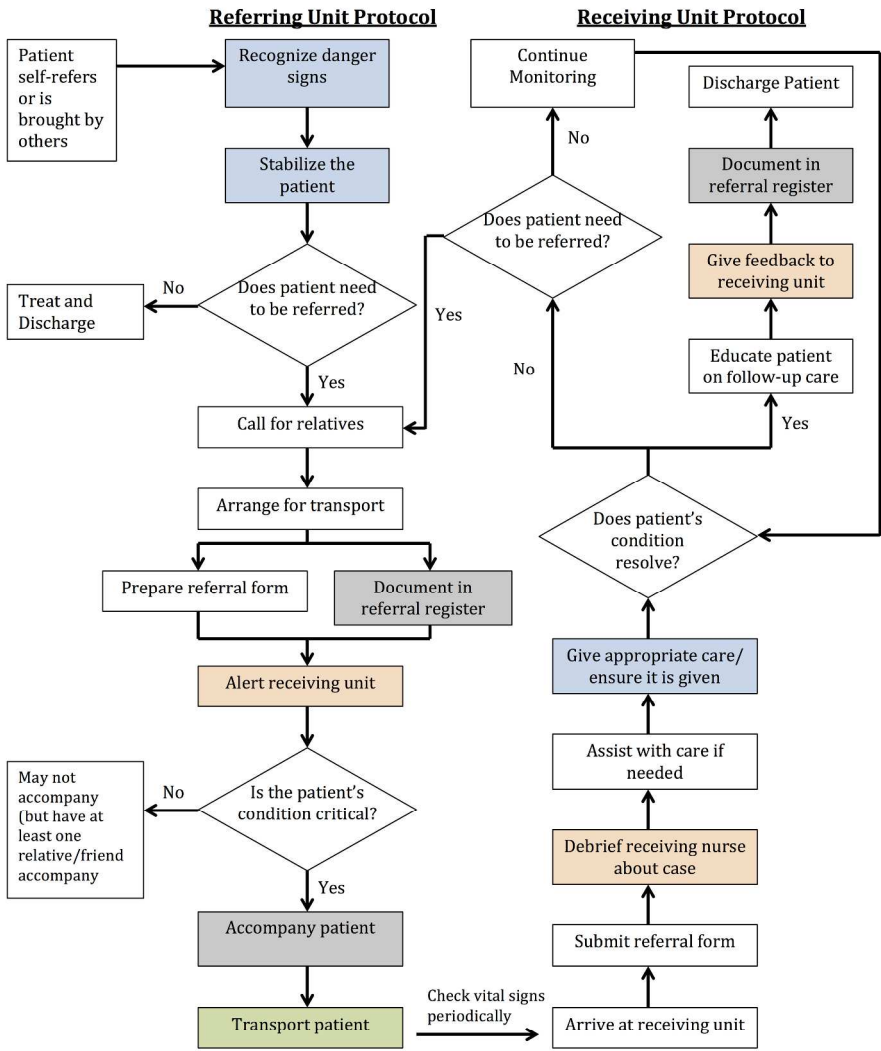 Referring Unit Protocol
Patient
self-refers
or is
brought by
others
Recognize danger
signs
Stabilize the
patient
Does patient need
to be referred?
No
Treat and
Discharge
Yes
Call for relatives
Arrange for transport
Prepare referral form
Document in
referral register
Alert receiving unit
Is the patient's
condition critical?
No
May not
accompany
(but have at
least one
relative/friend
accompany
Yes
Accompany patient
Transport patient
Check vital signs
periodically
Receiving Unit Protocol
Continue
Monitoring
No
Does patient need
to be referred?
Yes
No
Discharge Patient
Document in
referral register
Give feedback to
receiving unit
Educate patient
on follow-up care
Yes
Does patient's
condition
resolve?
Give appropriate care/
ensure it is given
Assist with care if
needed
Debrief receiving nurse
about case
Submit referral form
Arrive at receiving unit